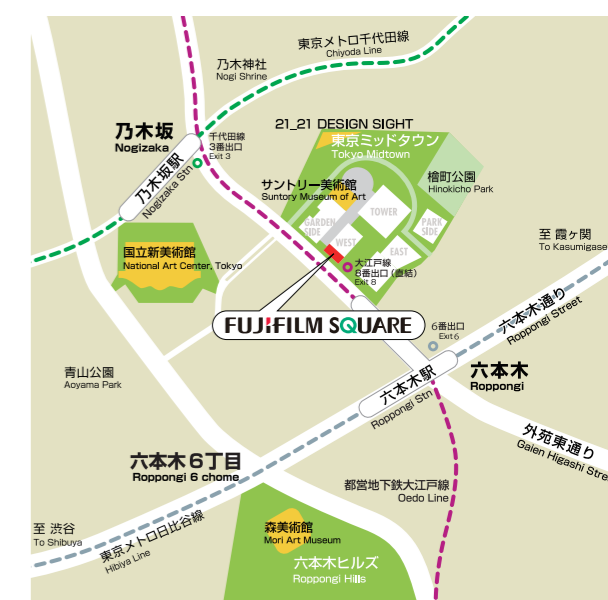 東京メトロ千代田線
Chiyoda Line
乃木神社
Nogi Shrine
乃木坂
Nogizaka
千代田線
3番出口
Exit 3
乃木坂駅
Nogizaka Stn
21_21 DESIGN SIGHT
東京ミッドタウン
Tokyo Midtown
サントリー美術館
Suntory Museum of Art
檜町公園
Hinokicho Park
GARDEN
SIDE
TOWER
PARK
SIDE
WEST
EAST
国立新美術館
National Art Center, Tokyo
大江戸線
8番出口(直結)
Exit 8
至 霞ヶ関
To Kasumigase
FUJIFILM SQUARE
6番出口
Exit 6
六本木通り
Roppongi Street
青山公園
Aoyama Park
六本木駅
Roppongi Stn
六本木
Roppongi
外苑東通り
Gaien Higashi Stre
六本木6丁目
Roppongi 6 chome
都営地下鉄大江戸線
Oedo Line
至 渋谷
To Shibuya
東京メトロ日比谷線
Hibiya Line
森美術館
Mori Art Museum
六本木ヒルズ
Roppongi Hills